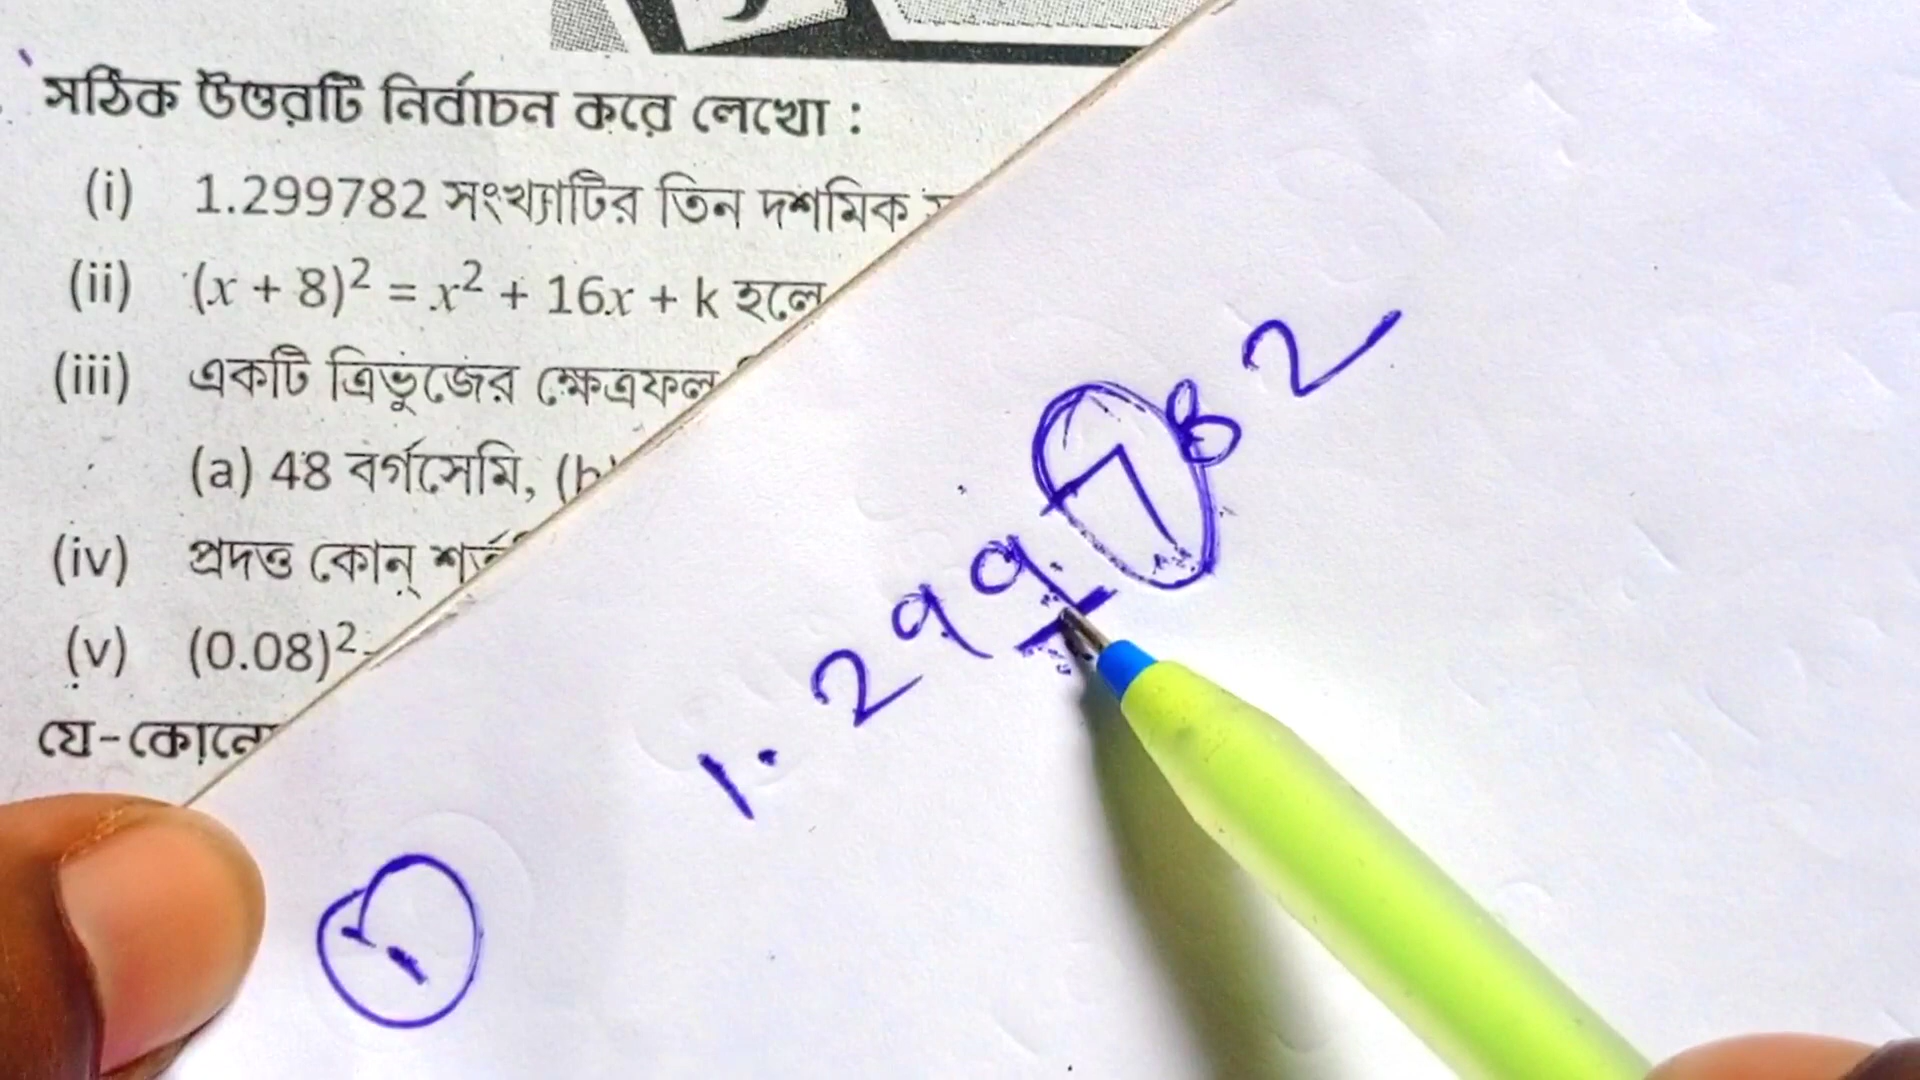 সঠিক উত্তরটি নির্বাচন করে লেখো :
(i) 1.299782 সংখ্যাটির তিন দশমিক
(ii) (x + 8)² = x² + 16x + k হলে
(iii) একটি ত্রিভুজের ক্ষেত্রফল
(a) 48 বর্গসেমি, (b)
(iv) প্রদত্ত কোন্
(v) (0.08)²
যে-কোনো
1.299782
i